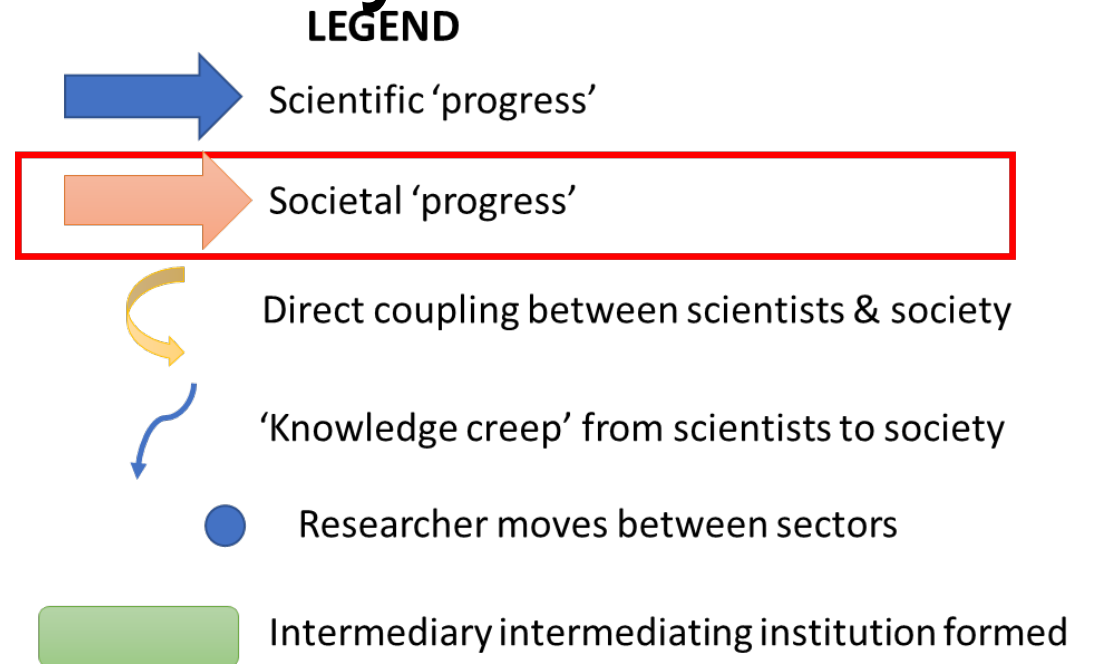 LEGEND
Scientific ‘progress’
Societal ‘progress’
Direct coupling between scientists & society
‘Knowledge creep’ from scientists to society
Researcher moves between sectors
Intermediary intermediating institution formed